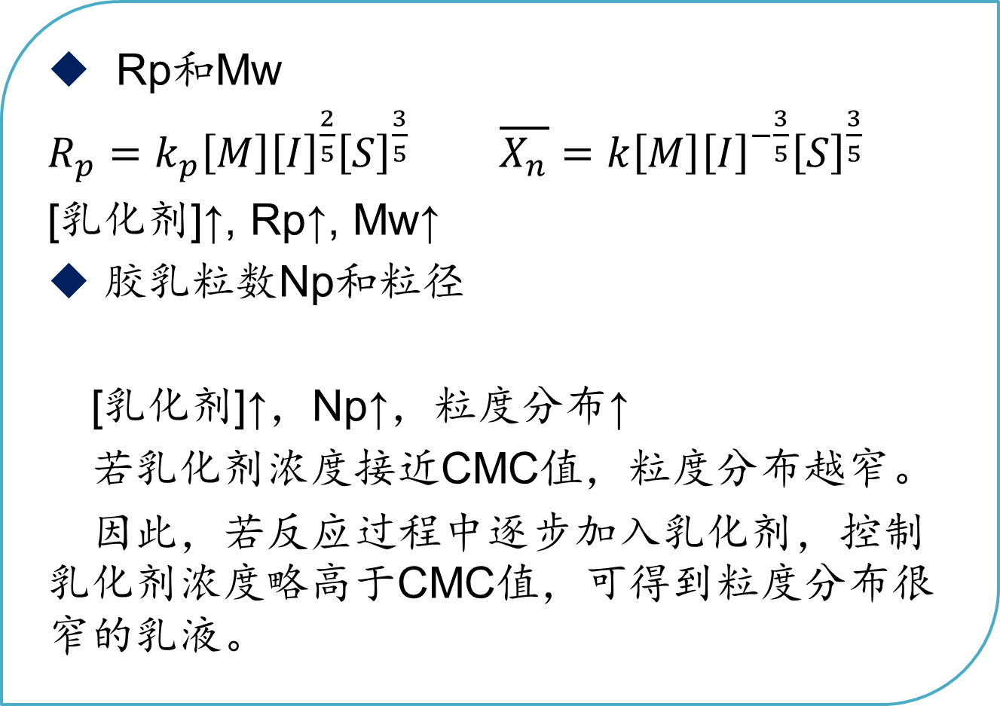 ◆ Rp和Mw
$R_p = k_p[M][I]^{\frac{2}{5}}[S]^{\frac{3}{5}}$ $\overline{X_n} = k[M][I]^{-\frac{3}{5}}[S]^{\frac{3}{5}}$
[乳化剂]↑, Rp↑, Mw↑
◆ 胶乳粒数Np和粒径
[乳化剂]↑，Np↑，粒度分布↑
若乳化剂浓度接近CMC值，粒度分布越窄。
因此，若反应过程中逐步加入乳化剂，控制
乳化剂浓度略高于CMC值，可得到粒度分布很
窄的乳液。